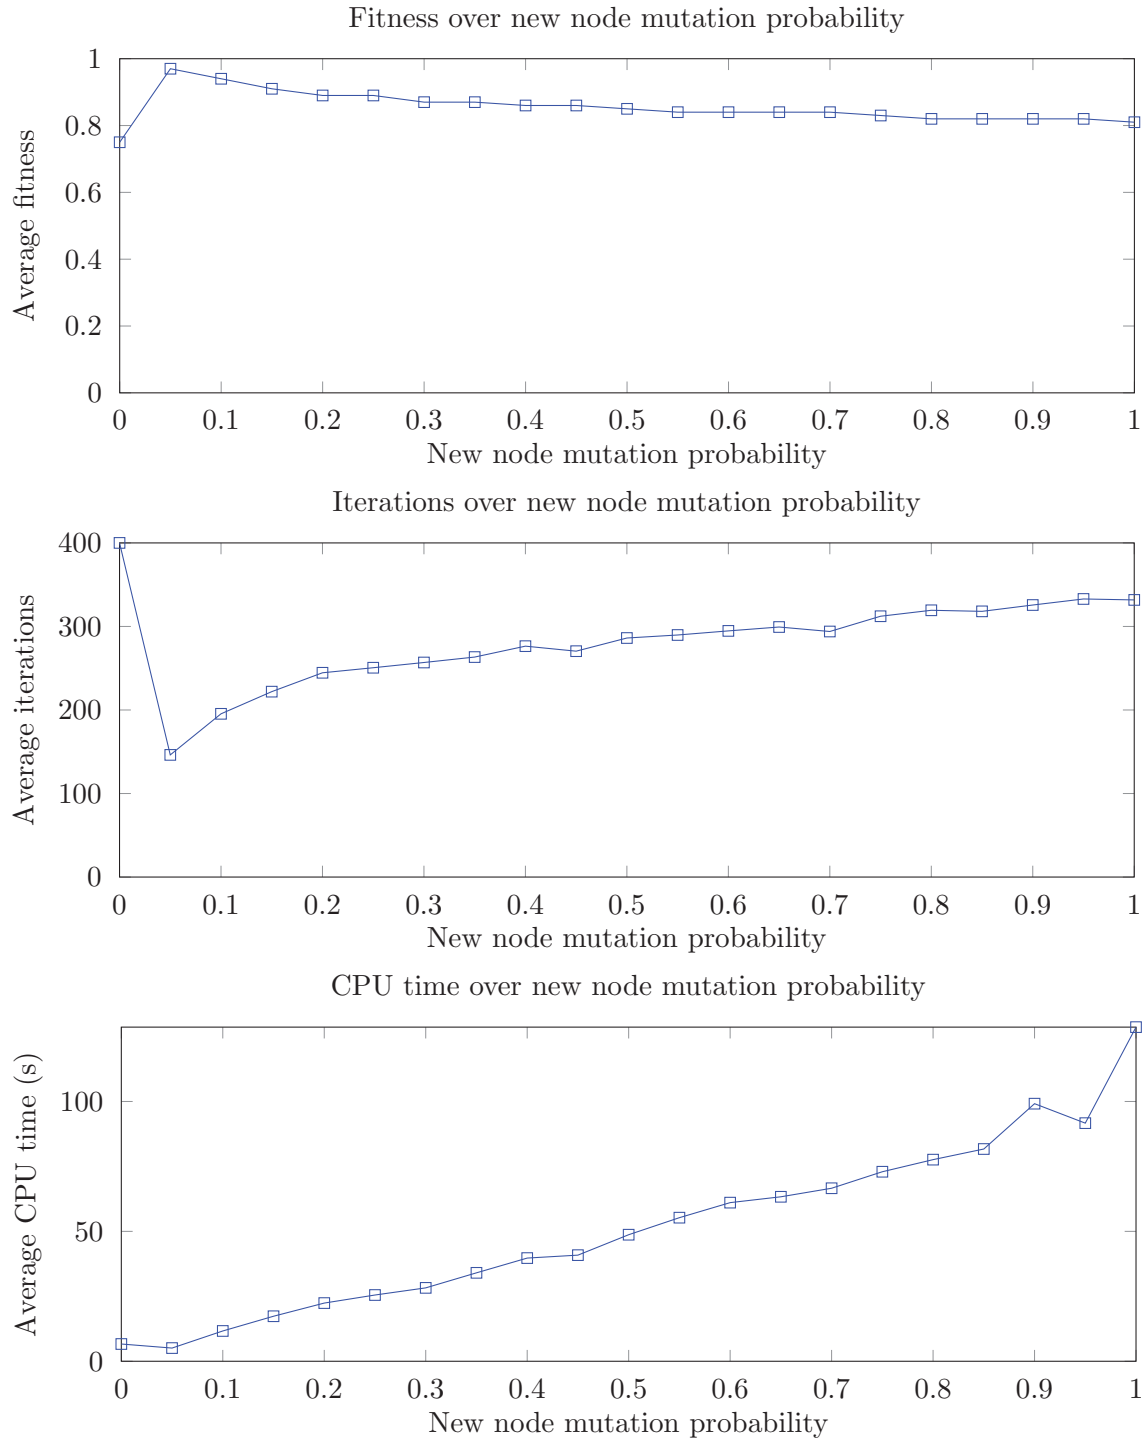 Fitness over new node mutation probability
1
0.8
0.6
0.4
0.2
0
Average fitness
0 0.1 0.2 0.3 0.4 0.5 0.6 0.7 0.8 0.9 1
New node mutation probability
Iterations over new node mutation probability
400
300
200
100
0
Average iterations
0 0.1 0.2 0.3 0.4 0.5 0.6 0.7 0.8 0.9 1
New node mutation probability
CPU time over new node mutation probability
100
50
0
Average CPU time (s)
0 0.1 0.2 0.3 0.4 0.5 0.6 0.7 0.8 0.9 1
New node mutation probability